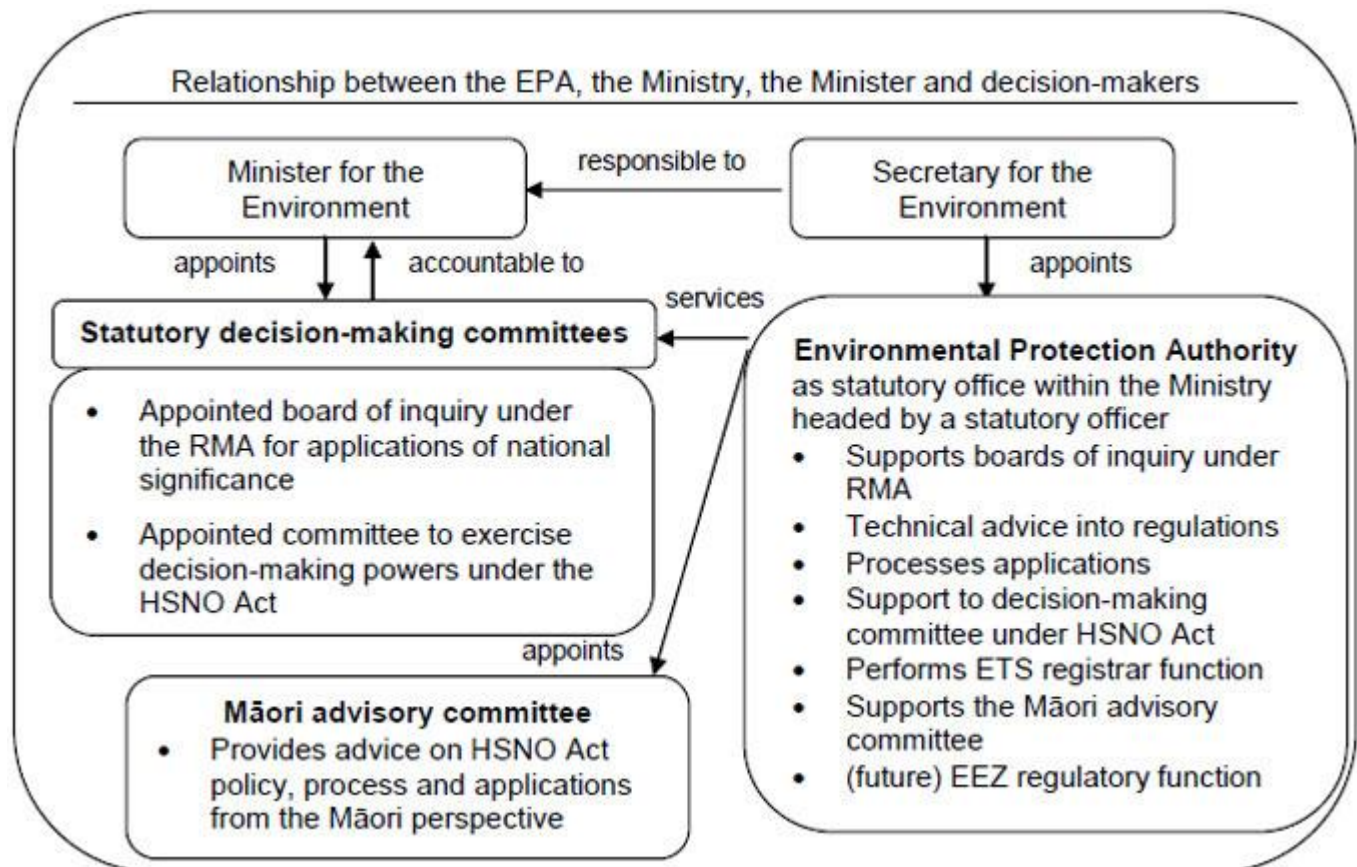 Relationship between the EPA, the Ministry, the Minister and decision-makers
Minister for the
Environment
responsible to
Secretary for the
Environment
appoints
accountable to
appoints
services
Statutory decision-making committees
• Appointed board of inquiry under
the RMA for applications of national
significance
• Appointed committee to exercise
decision-making powers under the
HSNO Act
Environmental Protection Authority
as statutory office within the Ministry
headed by a statutory officer
• Supports boards of inquiry under
RMA
• Technical advice into regulations
• Processes applications
• Support to decision-making
committee under HSNO Act
• Performs ETS registrar function
• Supports the Māori advisory
committee
• (future) EEZ regulatory function
appoints
Māori advisory committee
• Provides advice on HSNO Act
policy, process and applications
from the Māori perspective